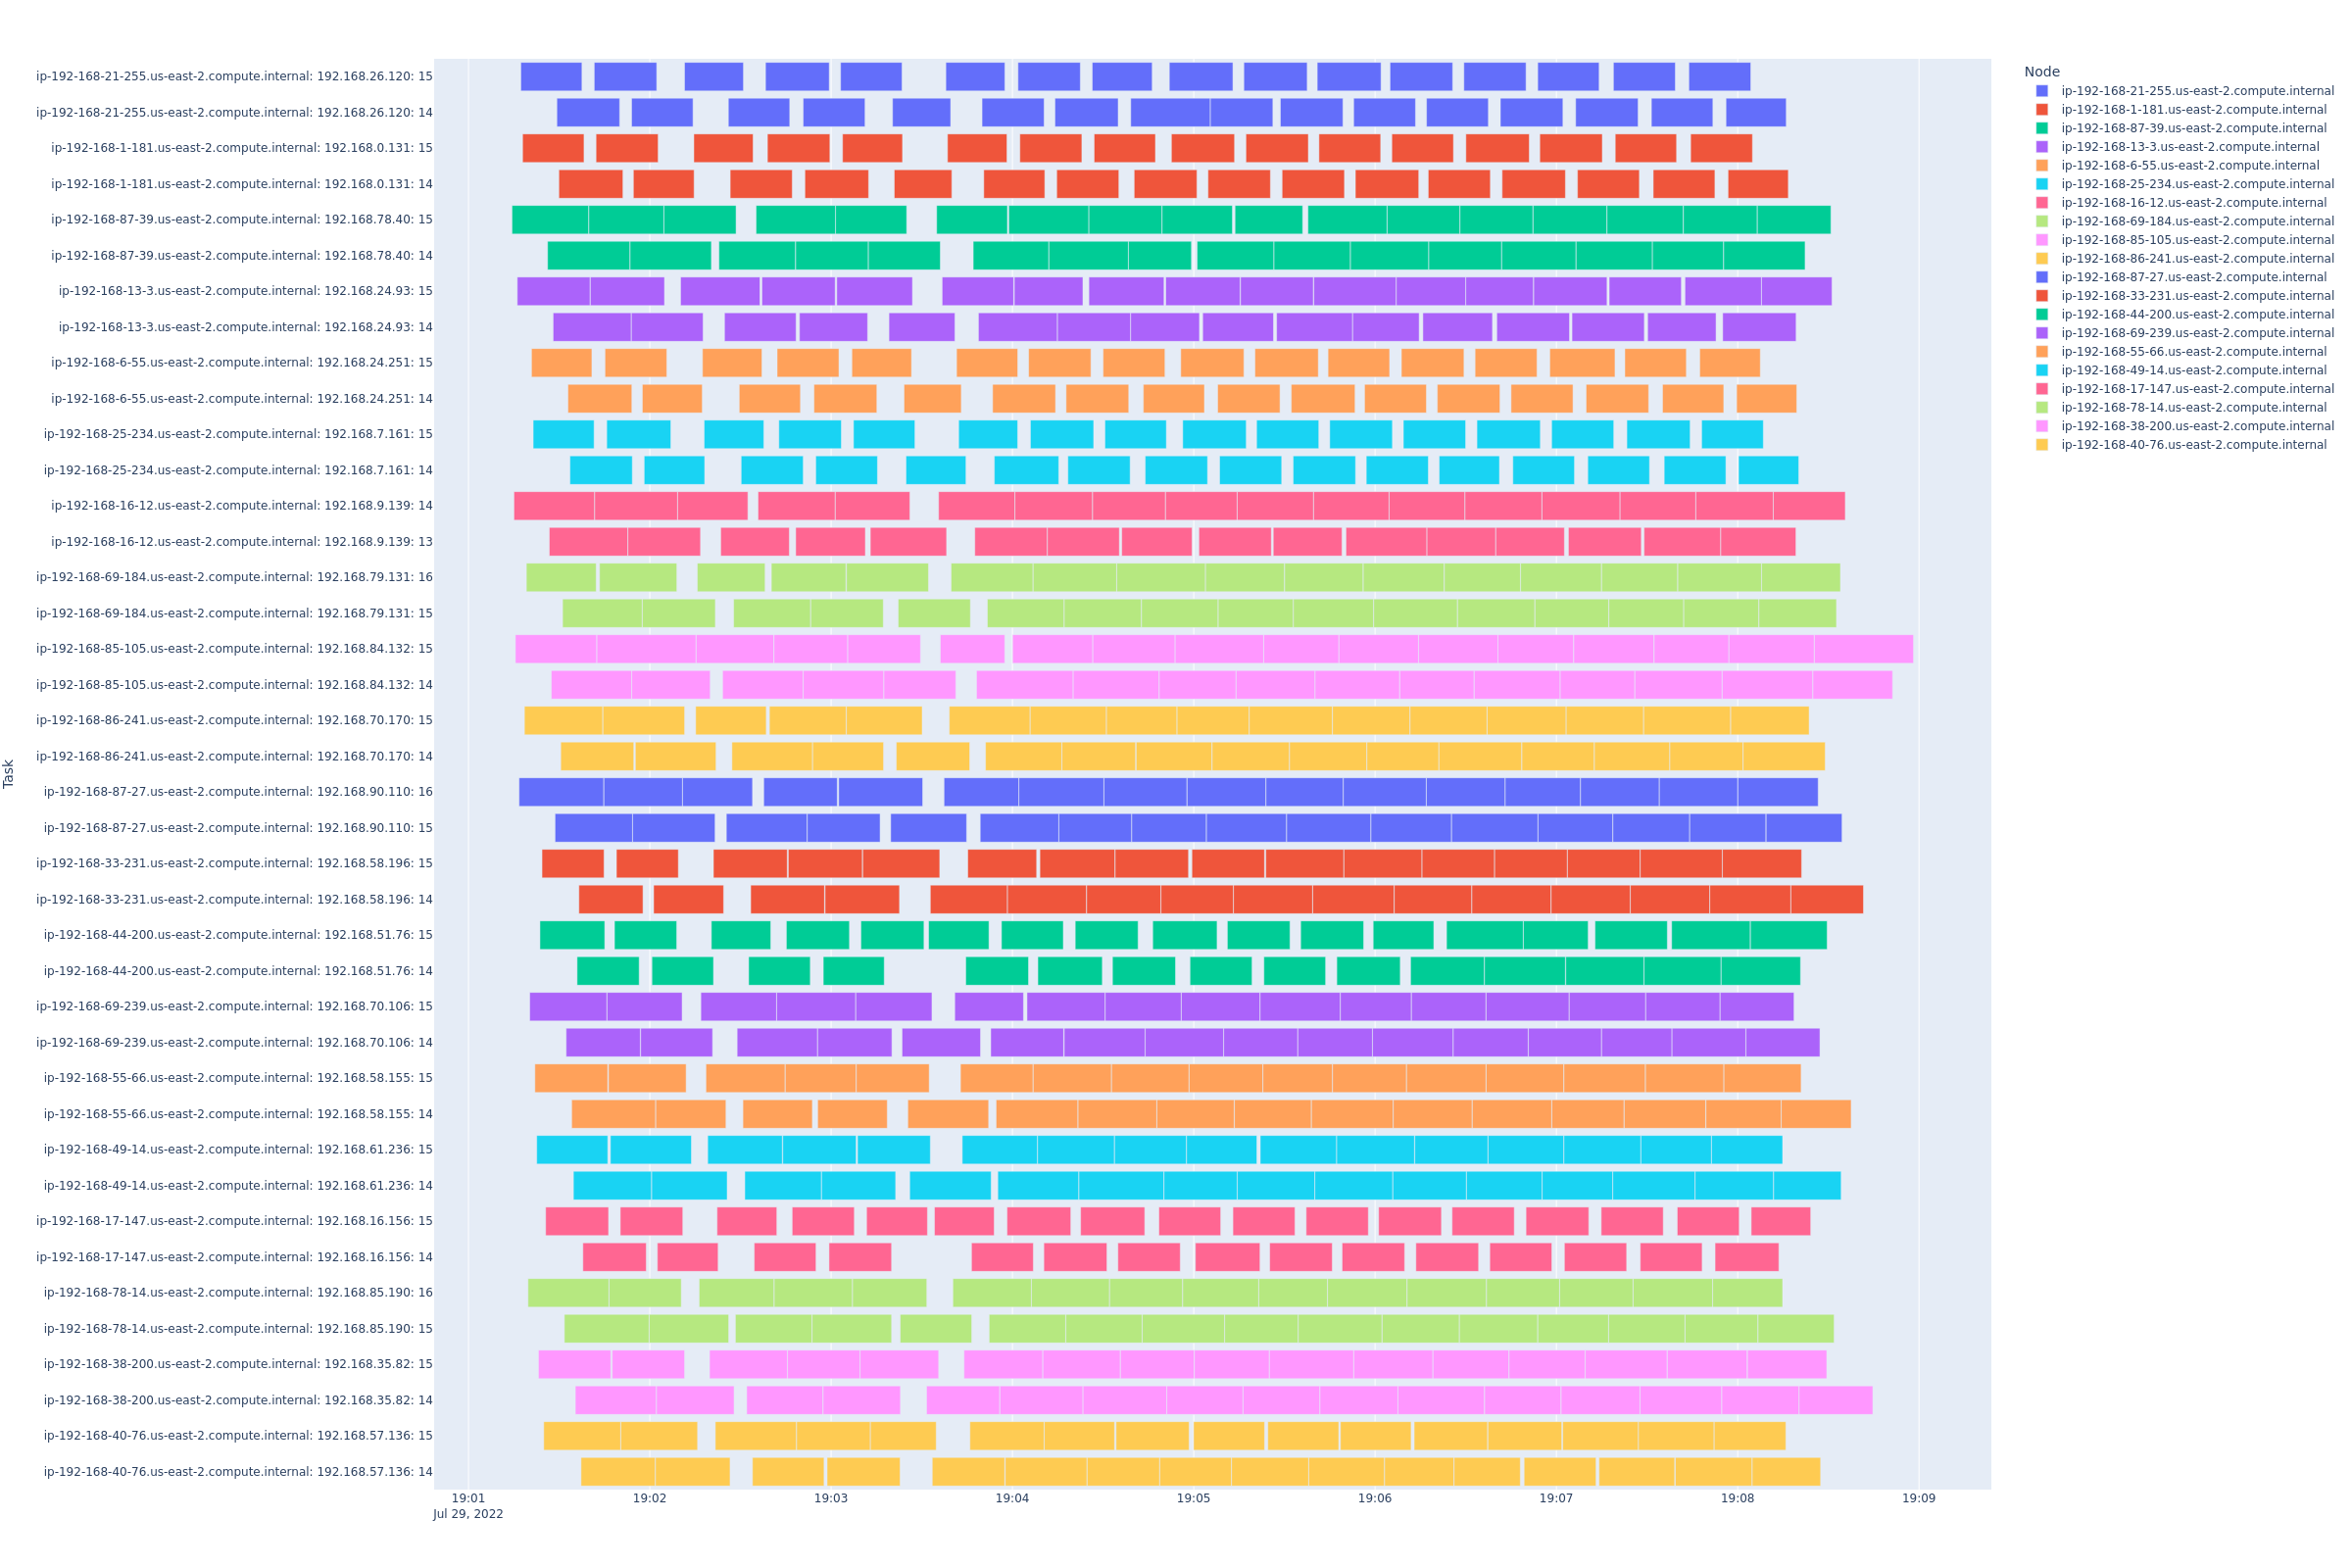 ip-192-168-21-255.us-east-2.compute.internal: 192.168.26.120: 15
ip-192-168-21-255.us-east-2.compute.internal: 192.168.26.120: 14
ip-192-168-1-181.us-east-2.compute.internal: 192.168.0.131: 15
ip-192-168-1-181.us-east-2.compute.internal: 192.168.0.131: 14
ip-192-168-87-39.us-east-2.compute.internal: 192.168.78.40: 15
ip-192-168-87-39.us-east-2.compute.internal: 192.168.78.40: 14
ip-192-168-13-3.us-east-2.compute.internal: 192.168.24.93: 15
ip-192-168-13-3.us-east-2.compute.internal: 192.168.24.93: 14
ip-192-168-6-55.us-east-2.compute.internal: 192.168.24.251: 15
ip-192-168-6-55.us-east-2.compute.internal: 192.168.24.251: 14
ip-192-168-25-234.us-east-2.compute.internal: 192.168.7.161: 15
ip-192-168-25-234.us-east-2.compute.internal: 192.168.7.161: 14
ip-192-168-16-12.us-east-2.compute.internal: 192.168.9.139: 14
ip-192-168-16-12.us-east-2.compute.internal: 192.168.9.139: 13
ip-192-168-69-184.us-east-2.compute.internal: 192.168.79.131: 16
ip-192-168-69-184.us-east-2.compute.internal: 192.168.79.131: 15
ip-192-168-85-105.us-east-2.compute.internal: 192.168.84.132: 15
ip-192-168-85-105.us-east-2.compute.internal: 192.168.84.132: 14
ip-192-168-86-241.us-east-2.compute.internal: 192.168.70.170: 15
ip-192-168-86-241.us-east-2.compute.internal: 192.168.70.170: 14
ip-192-168-87-27.us-east-2.compute.internal: 192.168.90.110: 16
ip-192-168-87-27.us-east-2.compute.internal: 192.168.90.110: 15
ip-192-168-33-231.us-east-2.compute.internal: 192.168.58.196: 15
ip-192-168-33-231.us-east-2.compute.internal: 192.168.58.196: 14
ip-192-168-44-200.us-east-2.compute.internal: 192.168.51.76: 15
ip-192-168-44-200.us-east-2.compute.internal: 192.168.51.76: 14
ip-192-168-69-239.us-east-2.compute.internal: 192.168.70.106: 15
ip-192-168-69-239.us-east-2.compute.internal: 192.168.70.106: 14
ip-192-168-55-66.us-east-2.compute.internal: 192.168.58.155: 15
ip-192-168-55-66.us-east-2.compute.internal: 192.168.58.155: 14
ip-192-168-49-14.us-east-2.compute.internal: 192.168.61.236: 15
ip-192-168-49-14.us-east-2.compute.internal: 192.168.61.236: 14
ip-192-168-17-147.us-east-2.compute.internal: 192.168.16.156: 15
ip-192-168-17-147.us-east-2.compute.internal: 192.168.16.156: 14
ip-192-168-78-14.us-east-2.compute.internal: 192.168.85.190: 16
ip-192-168-78-14.us-east-2.compute.internal: 192.168.85.190: 15
ip-192-168-38-200.us-east-2.compute.internal: 192.168.35.82: 15
ip-192-168-38-200.us-east-2.compute.internal: 192.168.35.82: 14
ip-192-168-40-76.us-east-2.compute.internal: 192.168.57.136: 15
ip-192-168-40-76.us-east-2.compute.internal: 192.168.57.136: 14
Task
19:01 19:02 19:03 19:04 19:05 19:06 19:07 19:08 19:09
Jul 29, 2022
Node
ip-192-168-21-255.us-east-2.compute.internal
ip-192-168-1-181.us-east-2.compute.internal
ip-192-168-87-39.us-east-2.compute.internal
ip-192-168-13-3.us-east-2.compute.internal
ip-192-168-6-55.us-east-2.compute.internal
ip-192-168-25-234.us-east-2.compute.internal
ip-192-168-16-12.us-east-2.compute.internal
ip-192-168-69-184.us-east-2.compute.internal
ip-192-168-85-105.us-east-2.compute.internal
ip-192-168-86-241.us-east-2.compute.internal
ip-192-168-87-27.us-east-2.compute.internal
ip-192-168-33-231.us-east-2.compute.internal
ip-192-168-44-200.us-east-2.compute.internal
ip-192-168-69-239.us-east-2.compute.internal
ip-192-168-55-66.us-east-2.compute.internal
ip-192-168-49-14.us-east-2.compute.internal
ip-192-168-17-147.us-east-2.compute.internal
ip-192-168-78-14.us-east-2.compute.internal
ip-192-168-38-200.us-east-2.compute.internal
ip-192-168-40-76.us-east-2.compute.internal